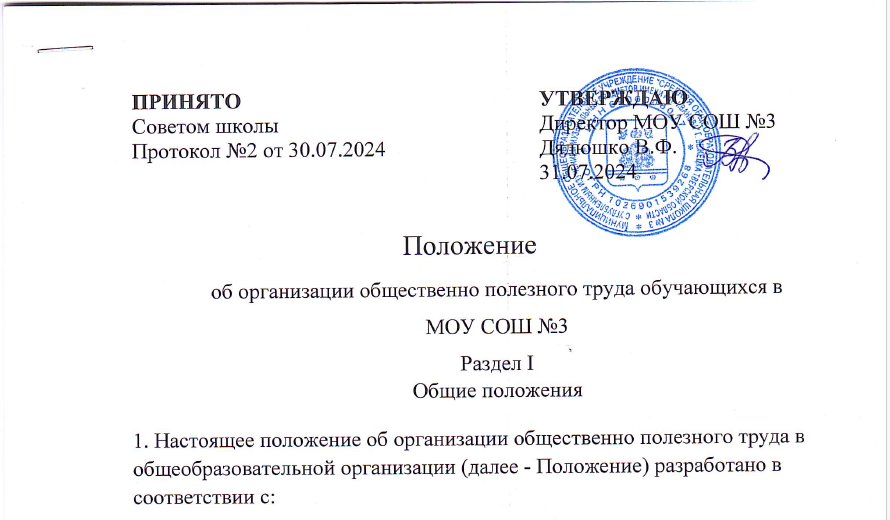 ПРИНЯТО
Советом школы
Протокол №2 от 30.07.2024
УТВЕРЖДАЮ
Директор МОУ СОШ №3
Дядюшко В.Ф.
31.07.2024
1026901539268
Положение
об организации общественно полезного труда обучающихся в
МОУ СОШ №3
Раздел I
Общие положения
1. Настоящее положение об организации общественно полезного труда в
общеобразовательной организации (далее - Положение) разработано в
соответствии с: